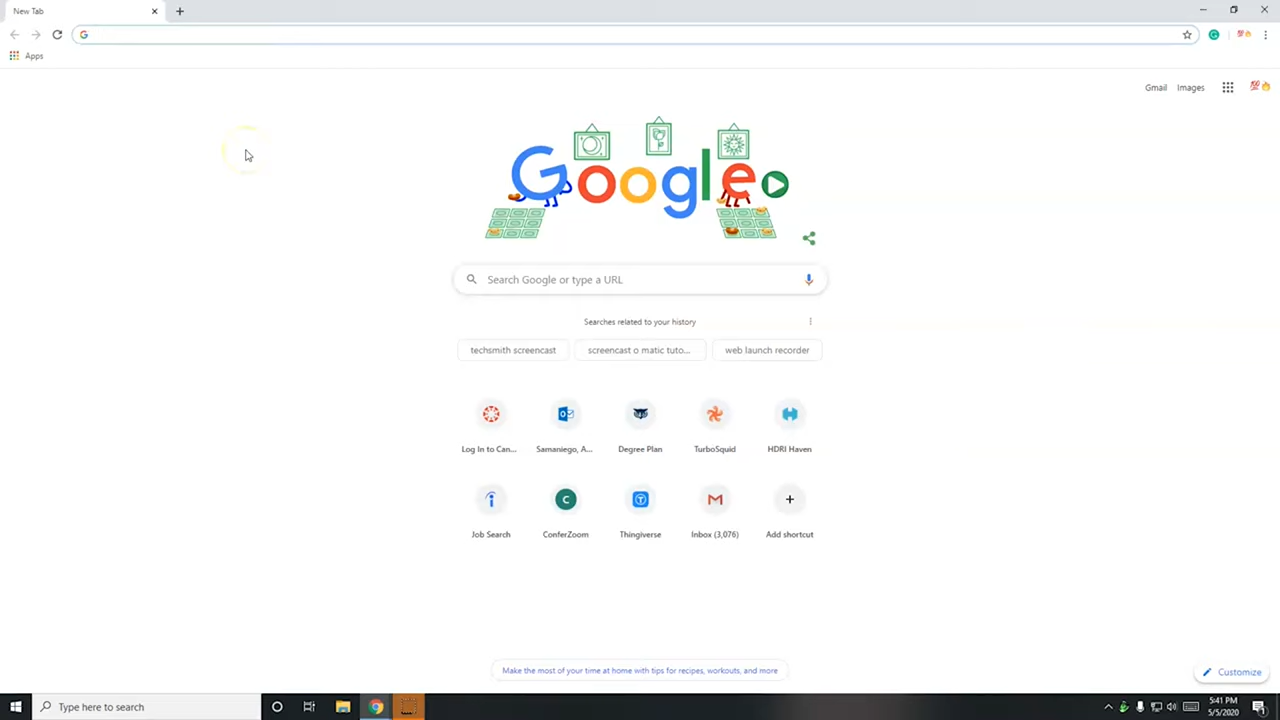 New Tab
Apps
Gmail Images
Google
Search Google or type a URL
Searches related to your history
techsmith screencast
screencast o matic tuto...
web launch recorder
Log In to Can...
Samaniego, A...
Degree Plan
TurboSquid
HDRI Haven
Job Search
ConferZoom
Thingiverse
Inbox (3,076)
Add shortcut
Make the most of your time at home with tips for recipes, workouts, and more
Customize
Type here to search
5:41 PM
5/5/2020